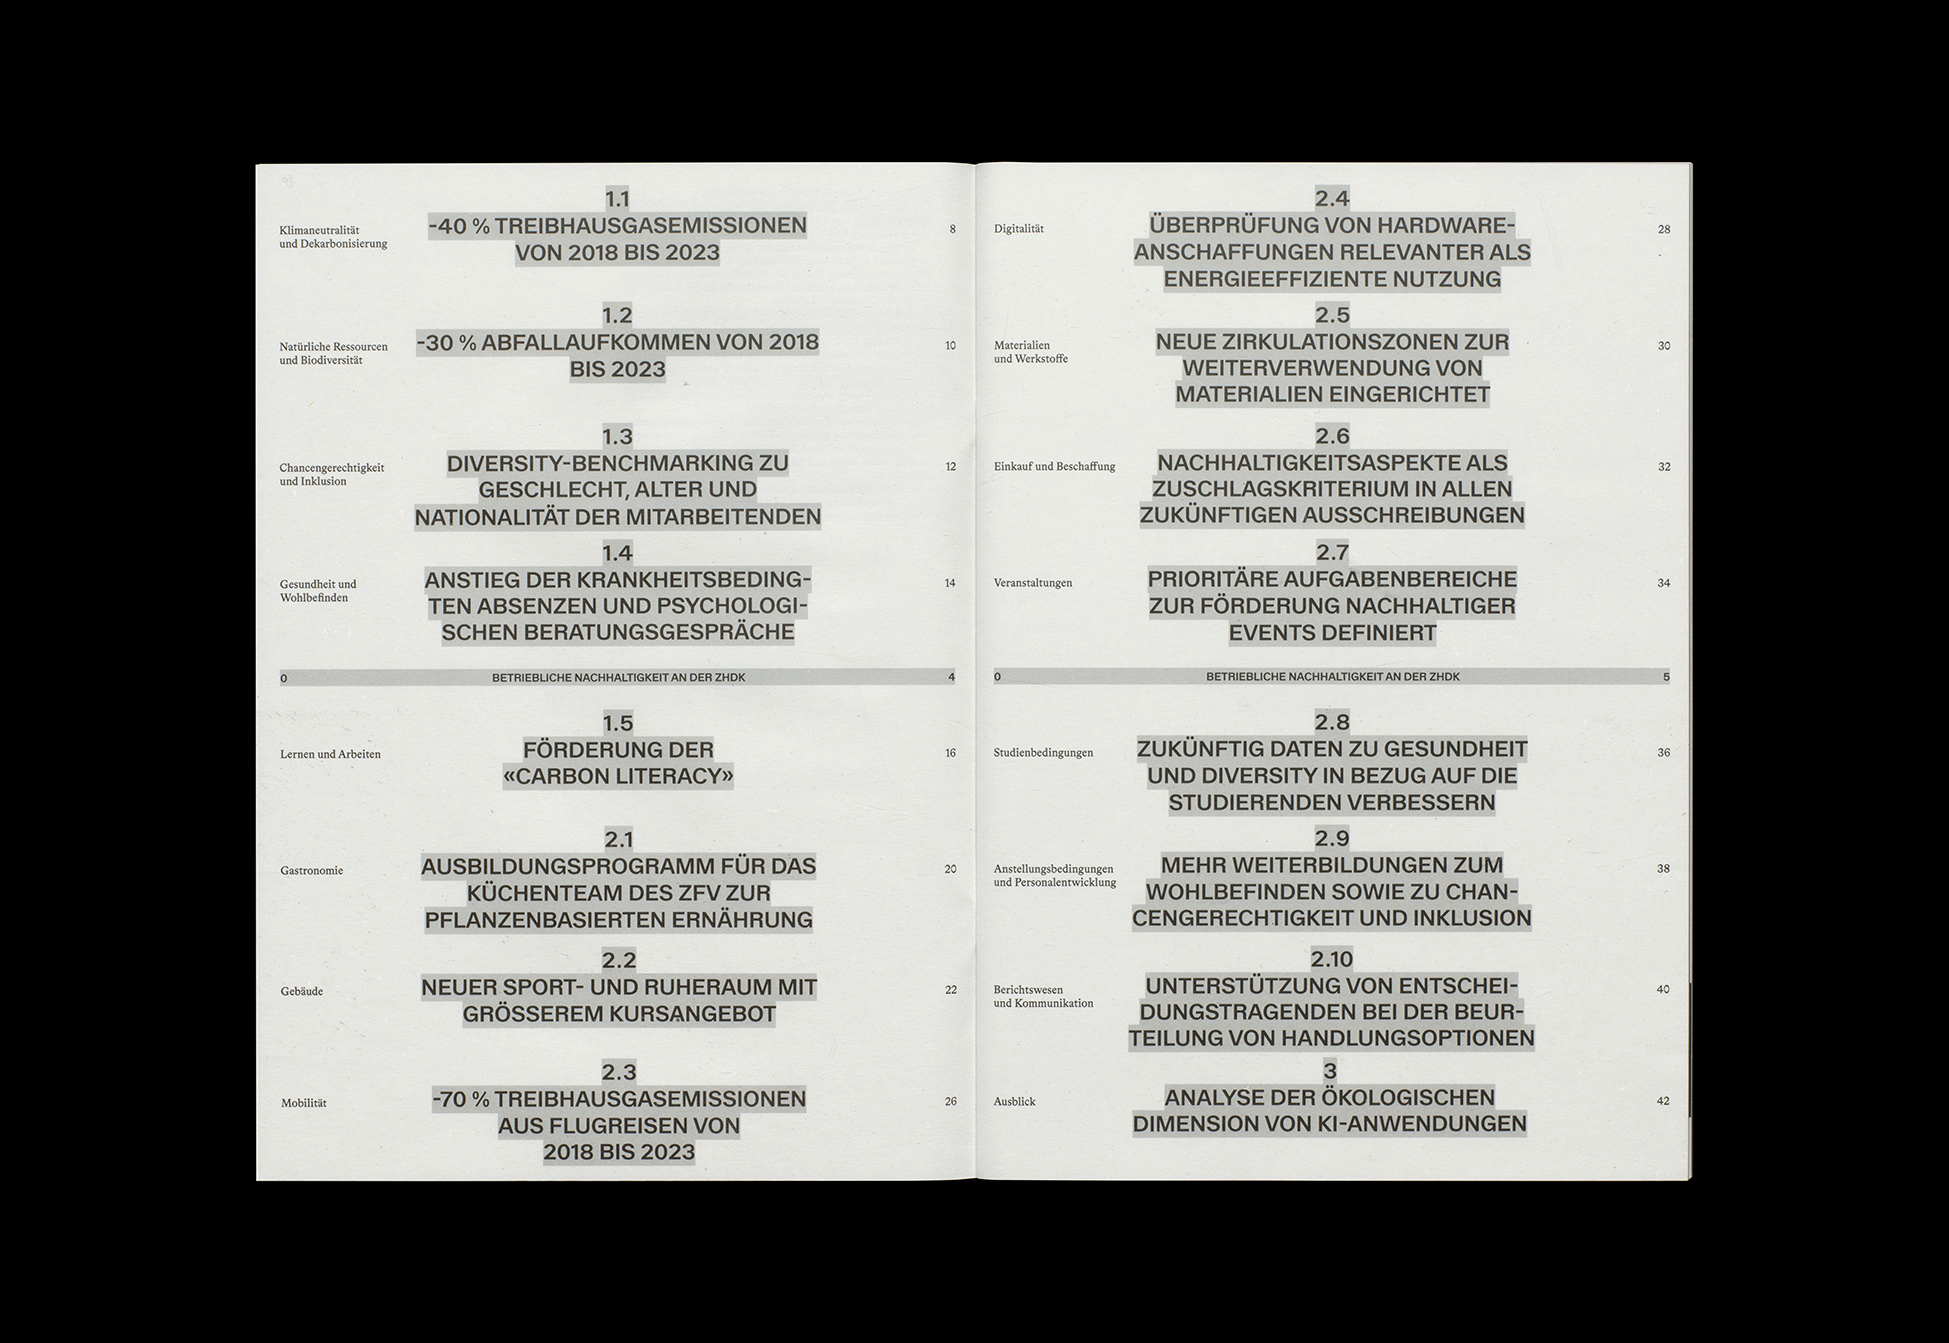 1.1
Klimaneutralität
und Dekarbonisierung
-40 % TREIBHAUSGASEMISSIONEN
VON 2018 BIS 2023
8
1.2
Natürliche Ressourcen
und Biodiversität
-30 % ABFALLAUFKOMMEN VON 2018
BIS 2023
10
1.3
Chancengerechtigkeit
und Inklusion
DIVERSITY-BENCHMARKING ZU
GESCHLECHT, ALTER UND
NATIONALITÄT DER MITARBEITENDEN
12
1.4
Gesundheit und
Wohlbefinden
ANSTIEG DER KRANKHEITSBEDING-
TEN ABSENZEN UND PSYCHOLOGI-
SCHEN BERATUNGSGESPRÄCHE
14
0 BETRIEBLICHE NACHHALTIGKEIT AN DER ZHDK 4
1.5
Lernen und Arbeiten
FÖRDERUNG DER
«CARBON LITERACY»
16
2.1
Gastronomie
AUSBILDUNGSPROGRAMM FÜR DAS
KÜCHENTEAM DES ZFV ZUR
PFLANZENBASIERTEN ERNÄHRUNG
20
2.2
Gebäude
NEUER SPORT- UND RUHERAUM MIT
GRÖSSEREM KURSANGEBOT
22
2.3
Mobilität
-70 % TREIBHAUSGASEMISSIONEN
AUS FLUGREISEN VON
2018 BIS 2023
26
2.4
Digitalität
ÜBERPRÜFUNG VON HARDWARE-
ANSCHAFFUNGEN RELEVANTER ALS
ENERGIEEFFIZIENTE NUTZUNG
28
2.5
Materialien
und Werkstoffe
NEUE ZIRKULATIONSZONEN ZUR
WEITERVERWENDUNG VON
MATERIALIEN EINGERICHTET
30
2.6
Einkauf und Beschaffung
NACHHALTIGKEITSASPEKTE ALS
ZUSCHLAGSKRITERIUM IN ALLEN
ZUKÜNFTIGEN AUSSCHREIBUNGEN
32
2.7
Veranstaltungen
PRIORITÄRE AUFGABENBEREICHE
ZUR FÖRDERUNG NACHHALTIGER
EVENTS DEFINIERT
34
0 BETRIEBLICHE NACHHALTIGKEIT AN DER ZHDK 5
2.8
Studienbedingungen
ZUKÜNFTIG DATEN ZU GESUNDHEIT
UND DIVERSITY IN BEZUG AUF DIE
STUDIERENDEN VERBESSERN
36
2.9
Anstellungsbedingungen
und Personalentwicklung
MEHR WEITERBILDUNGEN ZUM
WOHLBEFINDEN SOWIE ZU CHAN-
CENGERECHTIGKEIT UND INKLUSION
38
2.10
Berichtswesen
und Kommunikation
UNTERSTÜTZUNG VON ENTSCHEI-
DUNGSTRAGENDEN BEI DER BEUR-
TEILUNG VON HANDLUNGSOPTIONEN
40
3
Ausblick
ANALYSE DER ÖKOLOGISCHEN
DIMENSION VON KI-ANWENDUNGEN
42